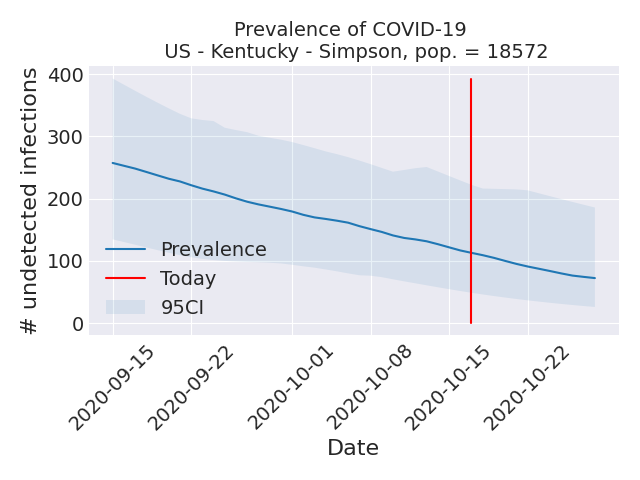 Prevalence of COVID-19
US - Kentucky - Simpson, pop. = 18572
# undetected infections
400
300
200
100
0
Prevalence
Today
95CI
2020-09-15
2020-09-22
2020-10-01
2020-10-08
2020-10-15
2020-10-22
Date